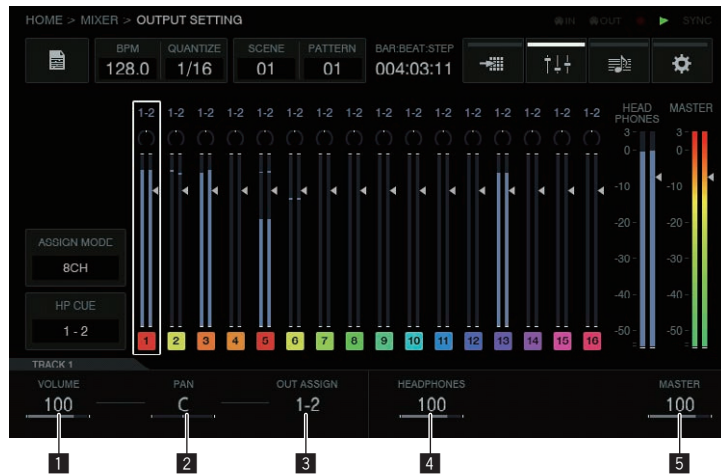 HOME > MIXER > OUTPUT SETTING
IN OUT SYNC
BPM QUANTIZE SCENE PATTERN BAR:BEAT:STEP
128.0 1/16 01 01 004:03:11
1-2 1-2 1-2 1-2 1-2 1-2 1-2 1-2 1-2 1-2 1-2 1-2 1-2 1-2 1-2 1-2
HEAD PHONES MASTER
3 3
0 0
-10 -10
-20 -20
-30 -30
-40 -40
-50 -50
ASSIGN MODE
8CH
HP CUE
1 - 2
1 2 3 4 5 6 7 8 9 10 11 12 13 14 15 16
TRACK 1
VOLUME PAN OUT ASSIGN HEADPHONES MASTER
100 C 1-2 100 100
1 2 3 4 5